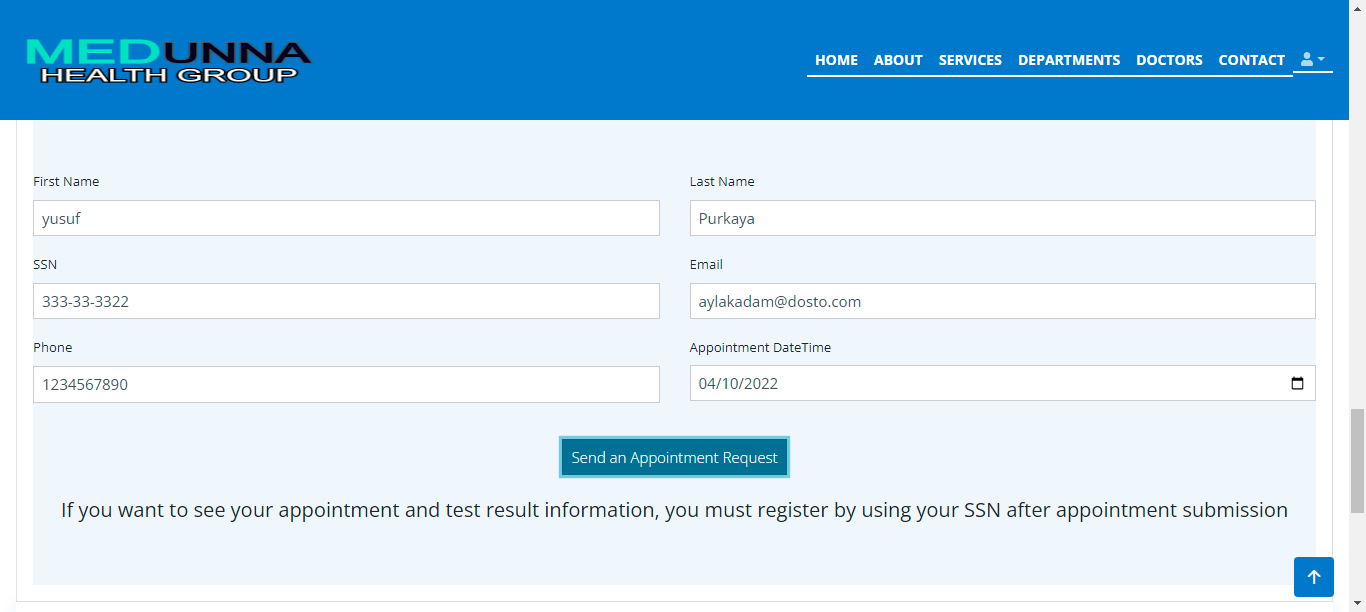 MEDUNNA
HEALTH GROUP
HOME ABOUT SERVICES DEPARTMENTS DOCTORS CONTACT
First Name Last Name
yusuf Purkaya
SSN Email
333-33-3322 aylakadam@dosto.com
Phone Appointment DateTime
1234567890 04/10/2022
Send an Appointment Request
If you want to see your appointment and test result information, you must register by using your SSN after appointment submission